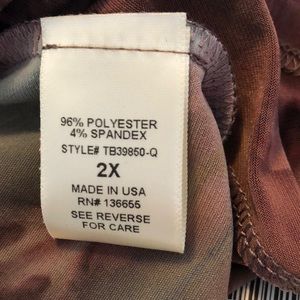 96% POLYESTER
4% SPANDEX
STYLE# TB39850-Q
2X
MADE IN USA
RN# 136655
SEE REVERSE
FOR CARE